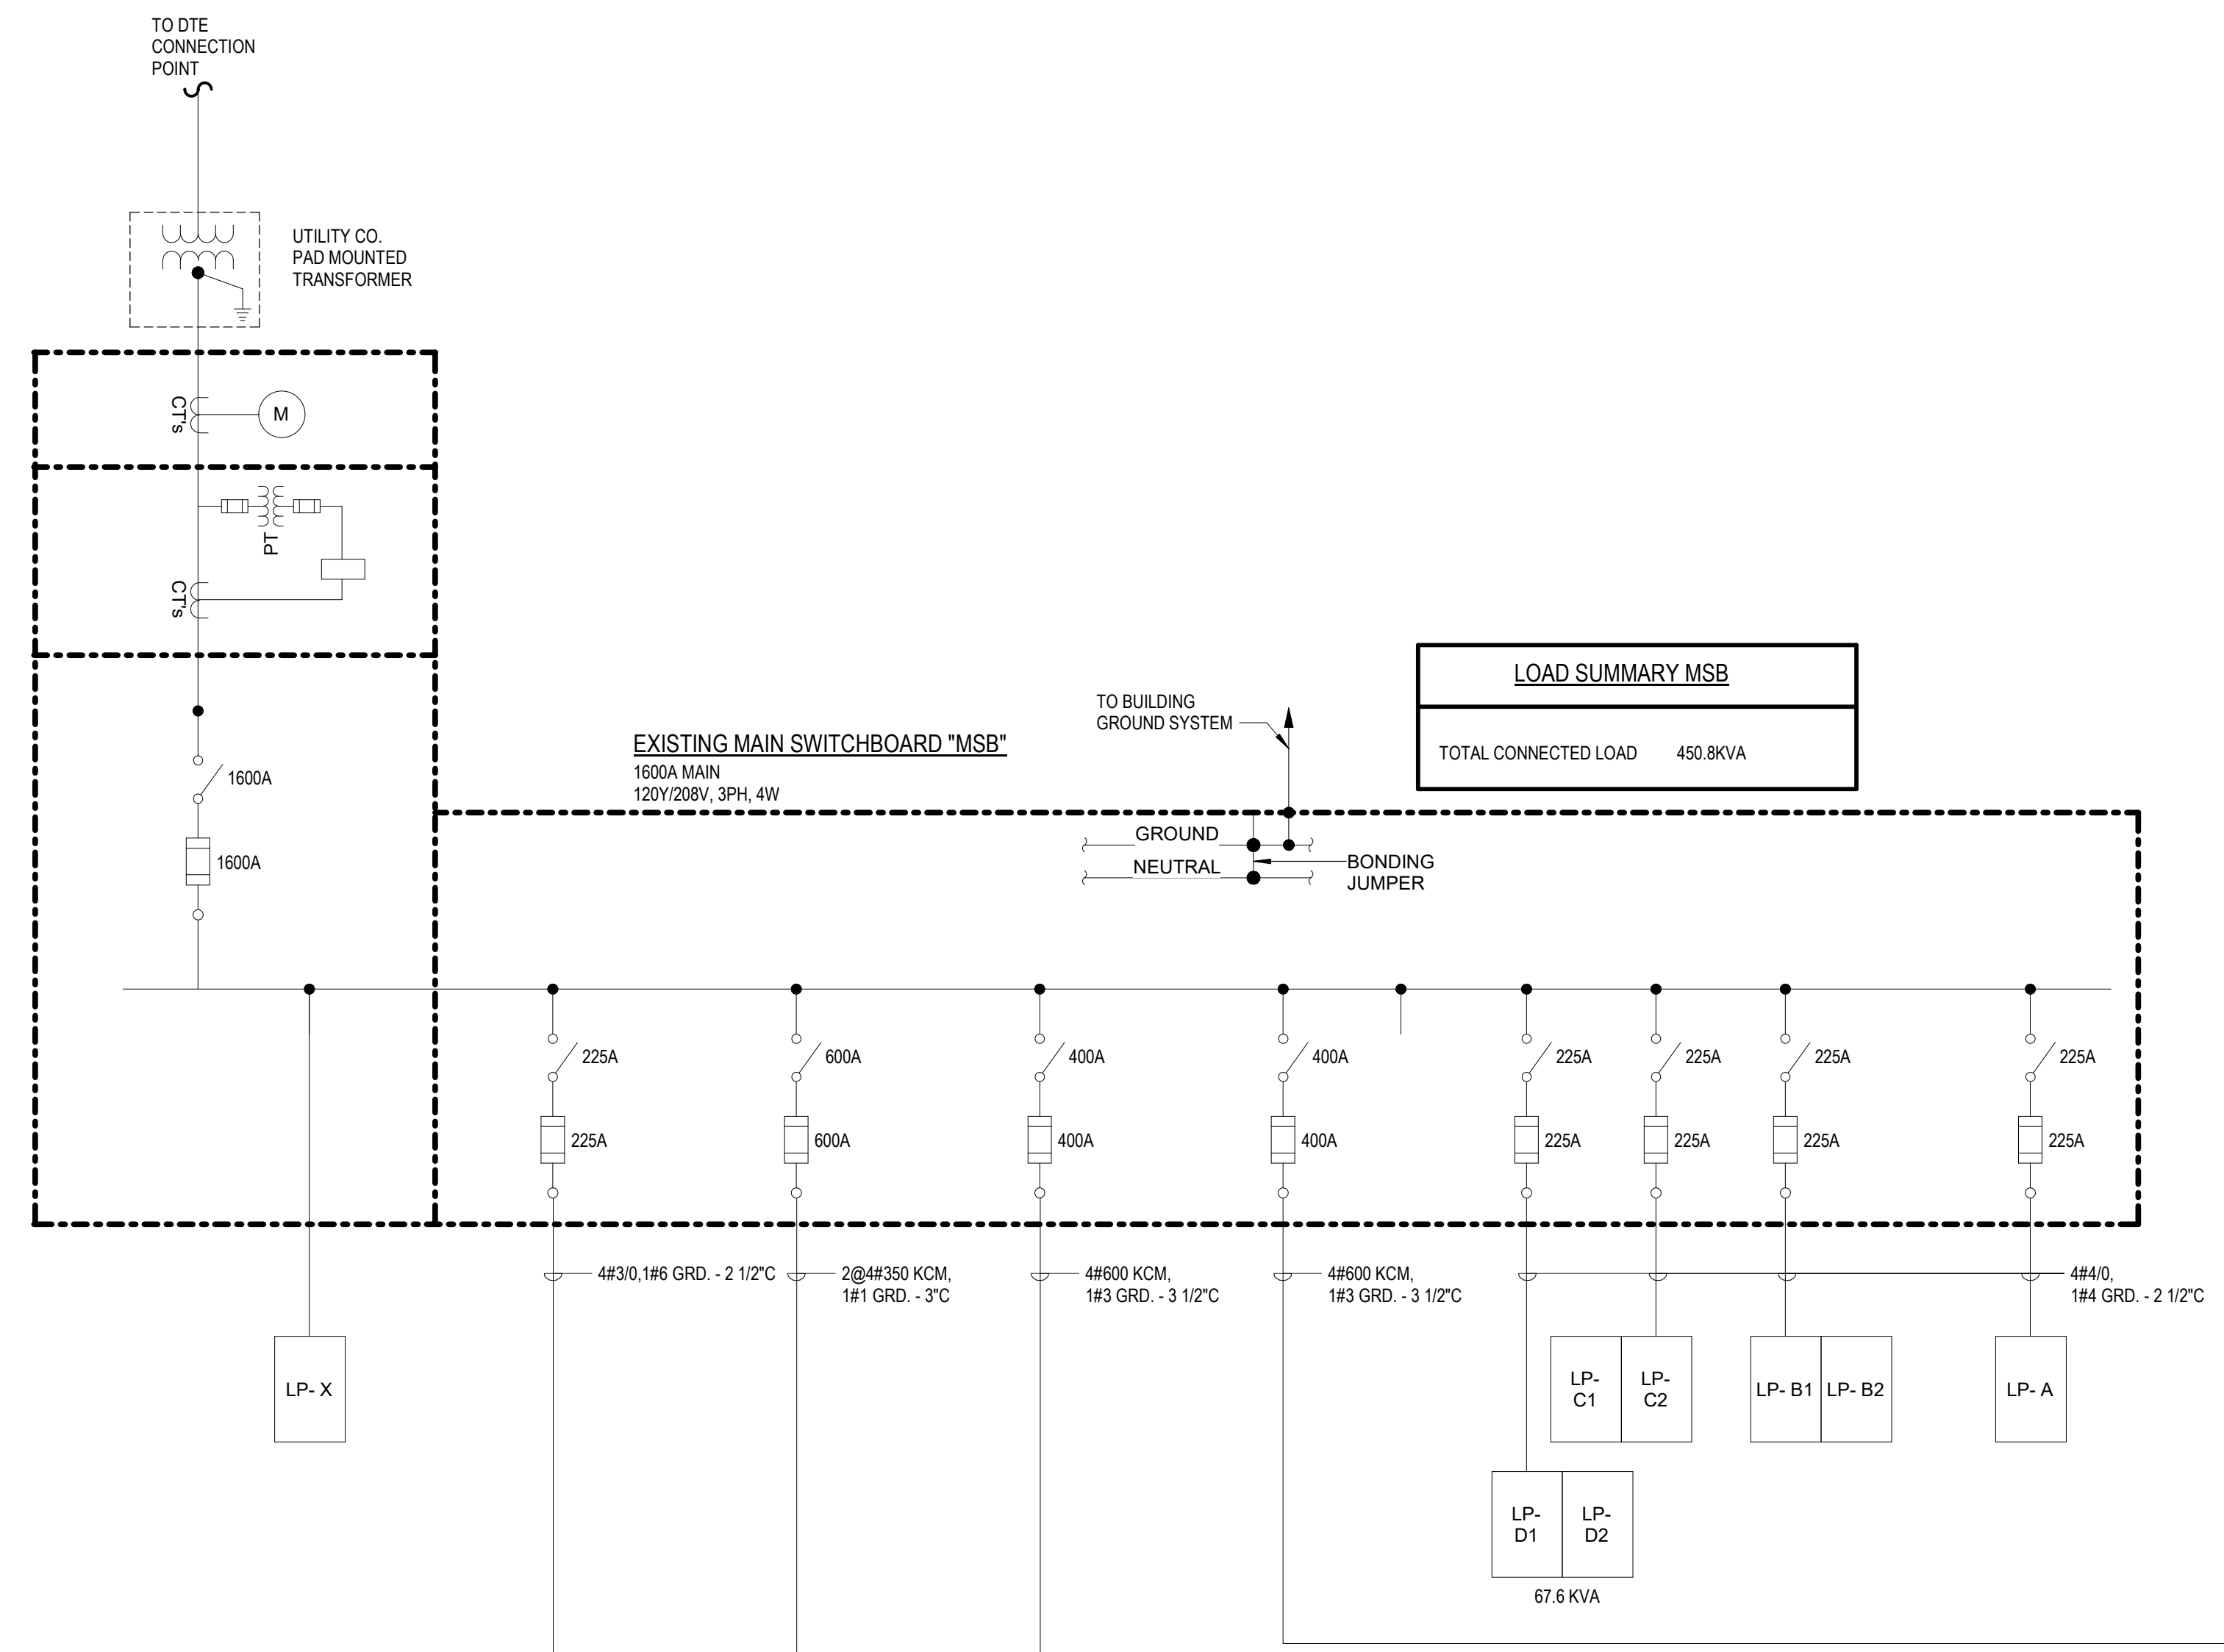 TO DTE
CONNECTION
POINT
UTILITY CO.
PAD MOUNTED
TRANSFORMER
CT's
M
PT
CT's
1600A
1600A
EXISTING MAIN SWITCHBOARD "MSB"
1600A MAIN
120Y/208V, 3PH, 4W
TO BUILDING
GROUND SYSTEM
LOAD SUMMARY MSB
TOTAL CONNECTED LOAD 450.8KVA
GROUND
NEUTRAL
BONDING
JUMPER
225A
600A
400A
400A
225A
225A
225A
225A
225A
600A
400A
400A
225A
225A
225A
225A
4#3/0,1#6 GRD. - 2 1/2"C
2@4#350 KCM,
1#1 GRD. - 3"C
4#600 KCM,
1#3 GRD. - 3 1/2"C
4#600 KCM,
1#3 GRD. - 3 1/2"C
4#4/0,
1#4 GRD. - 2 1/2"C
LP- X
LP-
C1
LP-
C2
LP- B1
LP- B2
LP- A
LP-
D1
LP-
D2
67.6 KVA